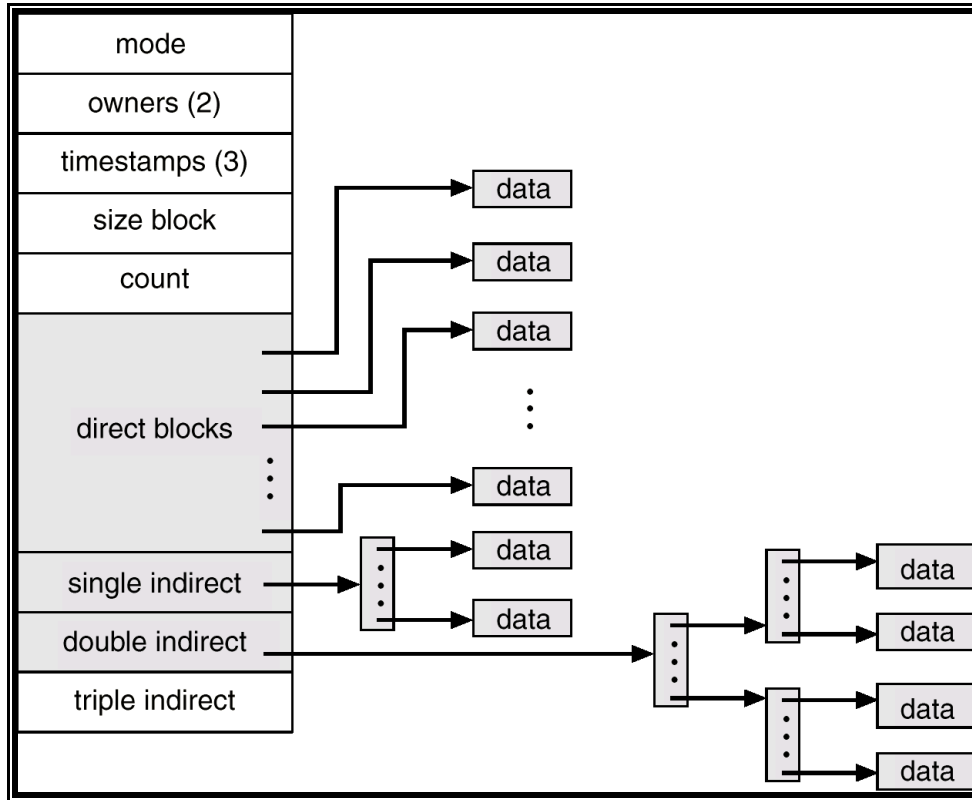 mode
owners (2)
timestamps (3)
size block
count
direct blocks
single indirect
double indirect
triple indirect
data
data
data
data
data
data
data
data
data
data